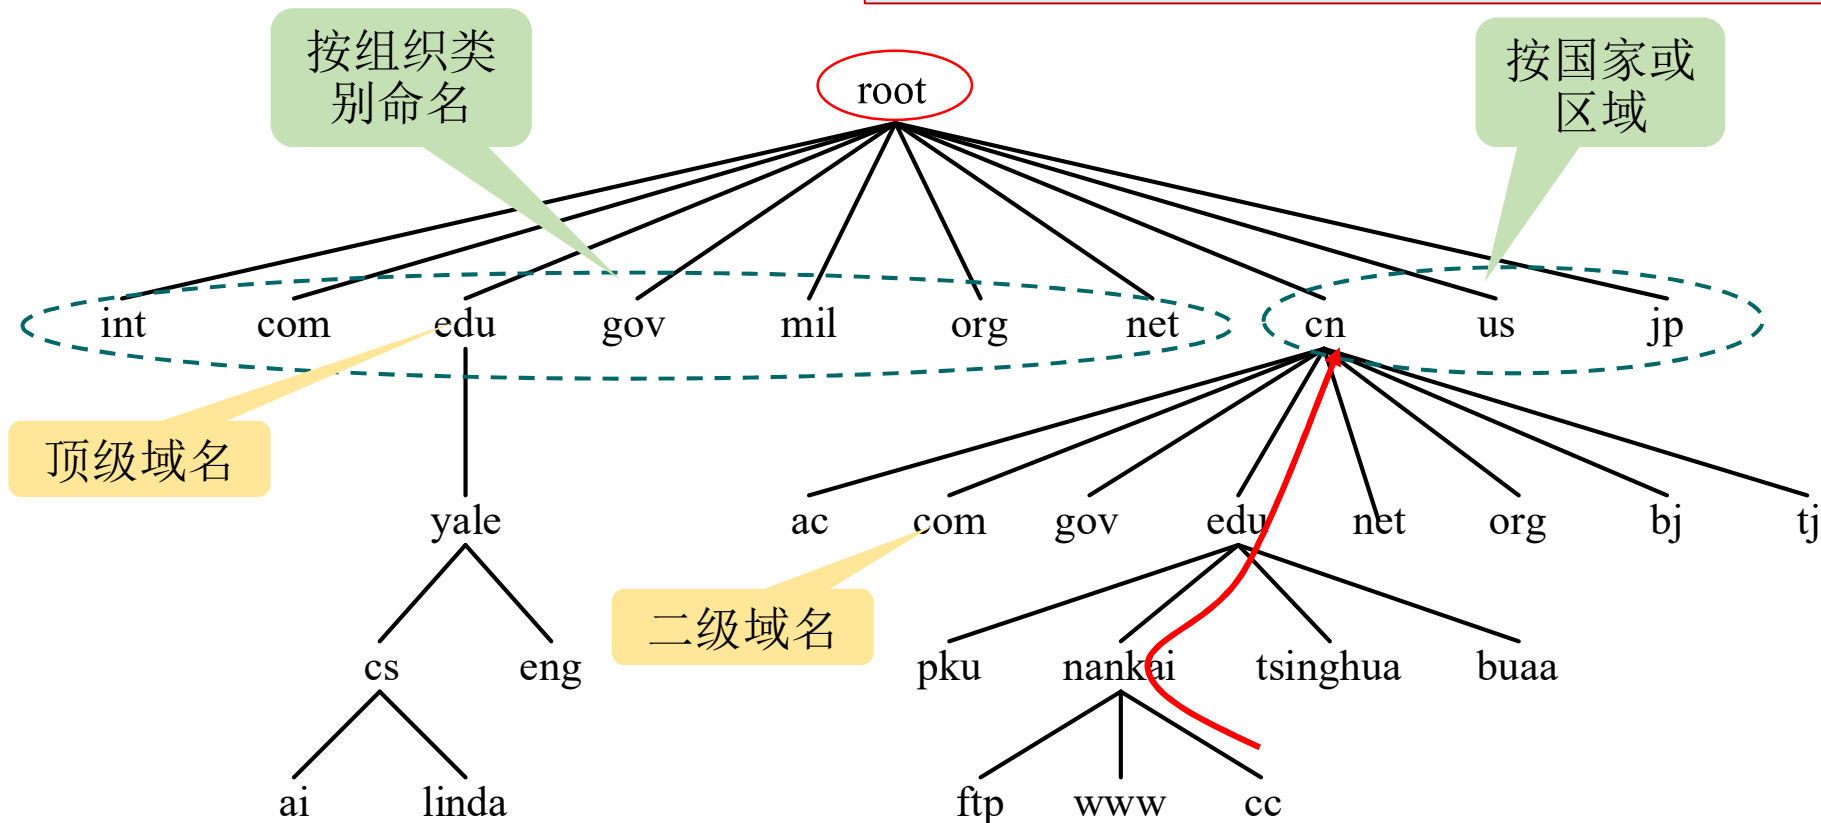 按组织类
别命名
root
按国家或
区域
int com edu gov mil org net cn us jp
顶级域名
yale ac com gov edu net org bj tj
二级域名
cs eng pku nankai tsinghua buaa
ai linda ftp www cc